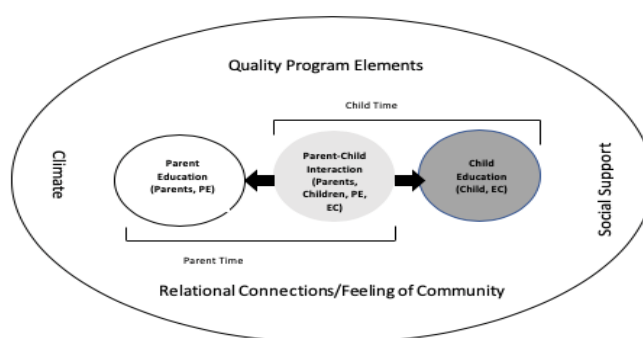 Quality Program Elements
Child Time
Climate
Parent
Education
(Parents, PE)
Parent-Child
Interaction
(Parents,
Children, PE,
EC)
Child
Education
(Child, EC)
Social Support
Parent Time
Relational Connections/Feeling of Community